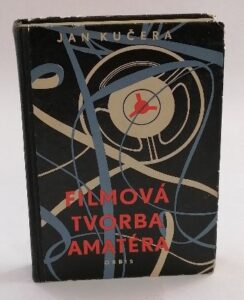 JAN KUČERA
FILMOVÁ
TVORBA
AMATÉRA
ORBIS